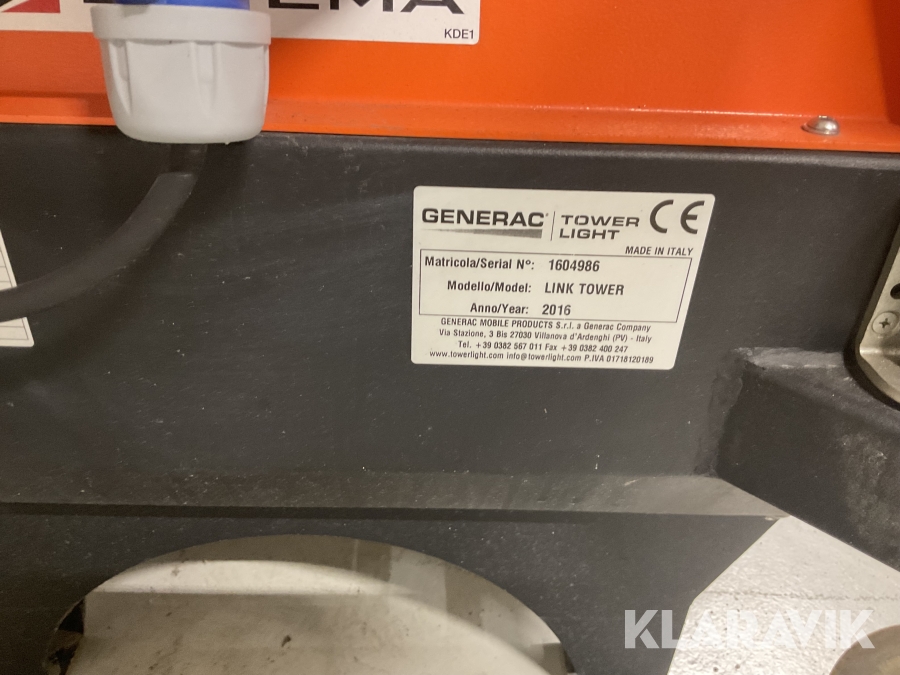 KDE1
GENERAC® TOWER LIGHT CE
MADE IN ITALY
Matricola/Serial Nº: 1604986
Modello/Model: LINK TOWER
Anno/Year: 2016
GENERAC MOBILE PRODUCTS S.r.l. a Generac Company
Via Stazione, 3 Bis 27030 Villanova d'Ardenghi (PV) - Italy
Tel. +39 0382 567 011 Fax +39 0382 400 247
www.towerlight.com info@towerlight.com P.IVA 01718120189
KLARAVIK